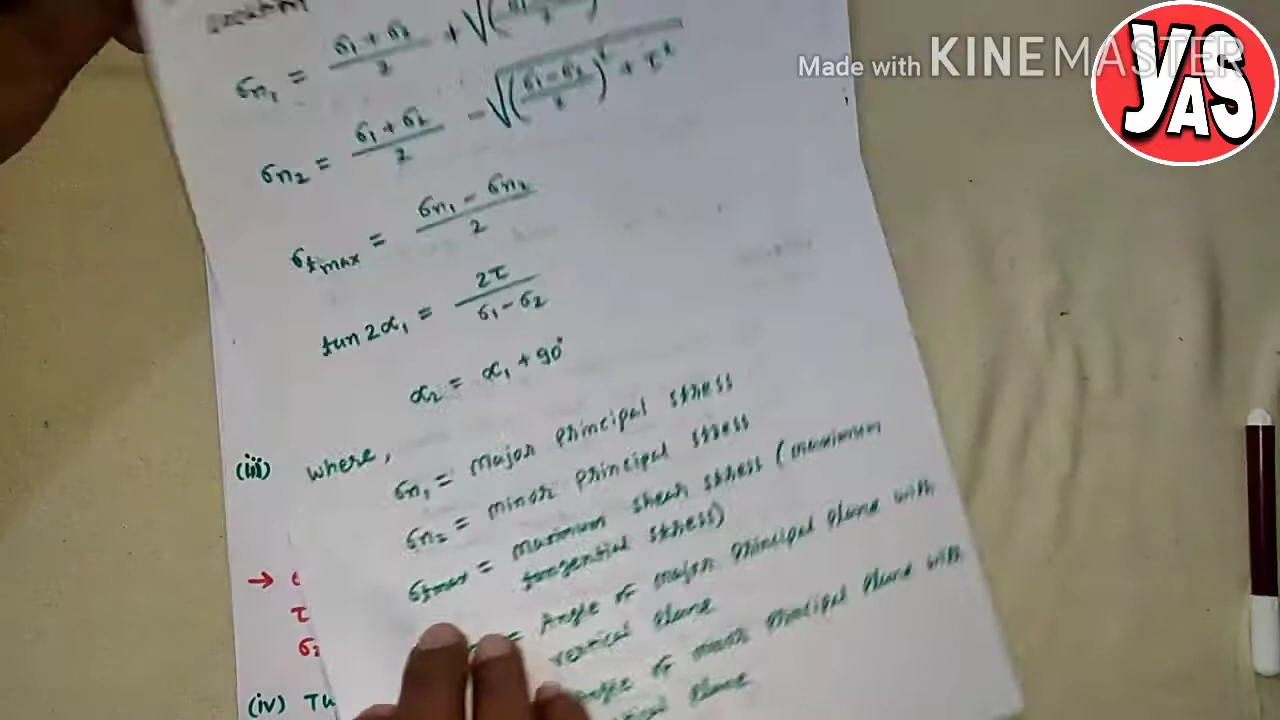 Made with KINEMASTER
YAS
σn₁ = σ₁ + σ₂ / 2 + √(
σn₂ = σ₁ + σ₂ / 2 - √((σ₁ - σ₂ / 2)² + τ²
σt max = σn₁ - σn₂ / 2
tan 2α₁ = 2τ / σ₁ - σ₂
α₂ = α₁ + 90°
(iii) where,
σn₁ = Major principal stress
σn₂ = minor principal stress
σt max = maximum shear stress (maximum
tangential stress)
= Angle of major principal plane with
vertical plane
Angle of minor principal plane with
plane
→
τ
(iv)